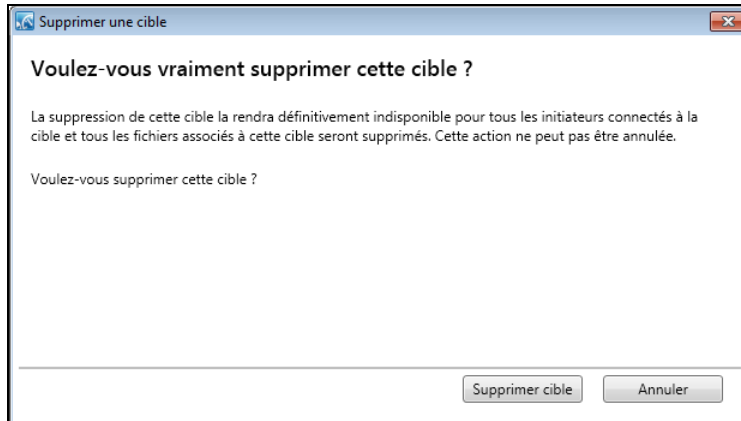 Supprimer une cible
Voulez-vous vraiment supprimer cette cible ?
La suppression de cette cible la rendra définitivement indisponible pour tous les initiateurs connectés à la
cible et tous les fichiers associés à cette cible seront supprimés. Cette action ne peut pas être annulée.
Voulez-vous supprimer cette cible ?
Supprimer cible Annuler